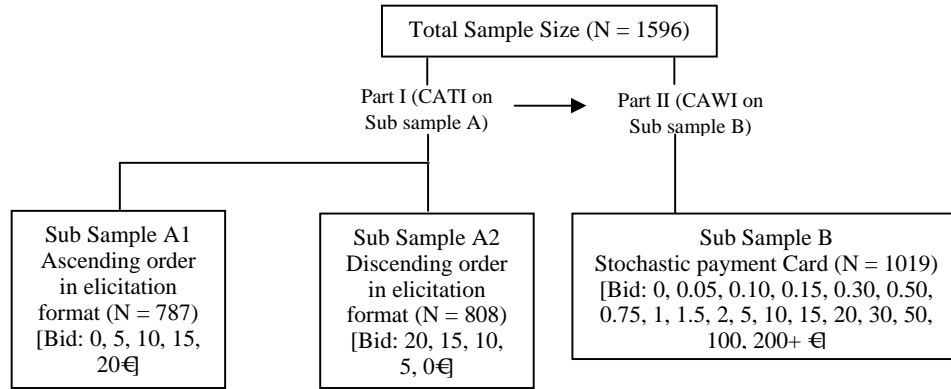 Total Sample Size (N = 1596)
Part I (CATI on
Sub sample A)
Part II (CAWI on
Sub sample B)
Sub Sample A1
Ascending order
in elicitation
format (N = 787)
[Bid: 0, 5, 10, 15,
20€]
Sub Sample A2
Discending order
in elicitation
format (N = 808)
[Bid: 20, 15, 10,
5, 0€]
Sub Sample B
Stochastic payment Card (N = 1019)
[Bid: 0, 0.05, 0.10, 0.15, 0.30, 0.50,
0.75, 1, 1.5, 2, 5, 10, 15, 20, 30, 50,
100, 200+ €]